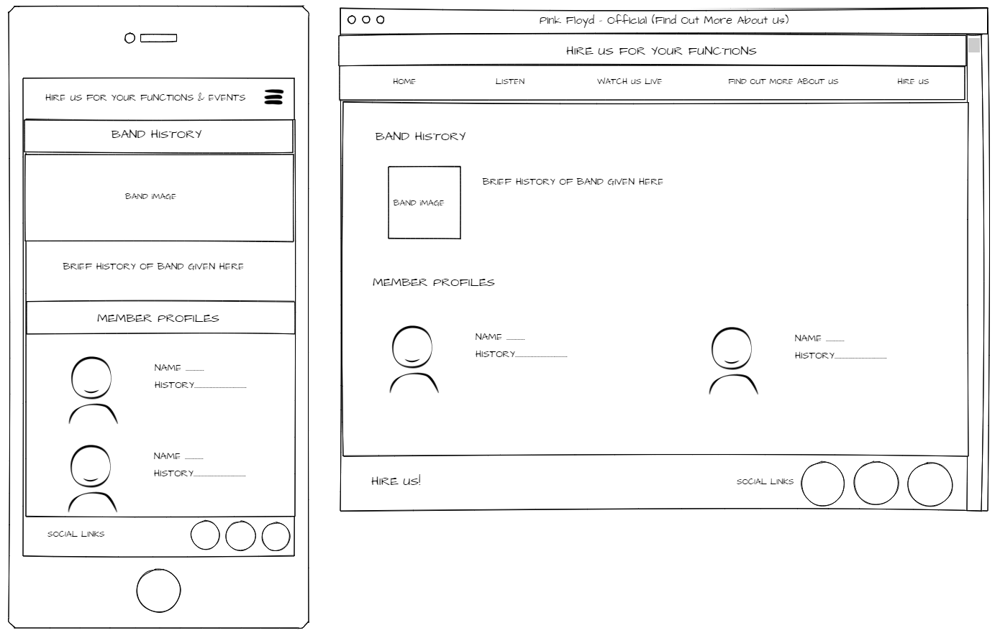 HIRE US FOR YOUR FUNCTIONS & EVENTS
BAND HISTORY
BAND IMAGE
BRIEF HISTORY OF BAND GIVEN HERE
MEMBER PROFILES
NAME ..........
HISTORY..............................
NAME ..........
HISTORY..............................
SOCIAL LINKS
Pink Floyd - Official (Find Out More About Us)
HIRE US FOR YOUR FUNCTIONS
HOME LISTEN WATCH US LIVE FIND OUT MORE ABOUT US HIRE US
BAND HISTORY
BAND IMAGE
BRIEF HISTORY OF BAND GIVEN HERE
MEMBER PROFILES
NAME ..........
HISTORY..............................
NAME ..........
HISTORY..............................
HIRE US!
SOCIAL LINKS